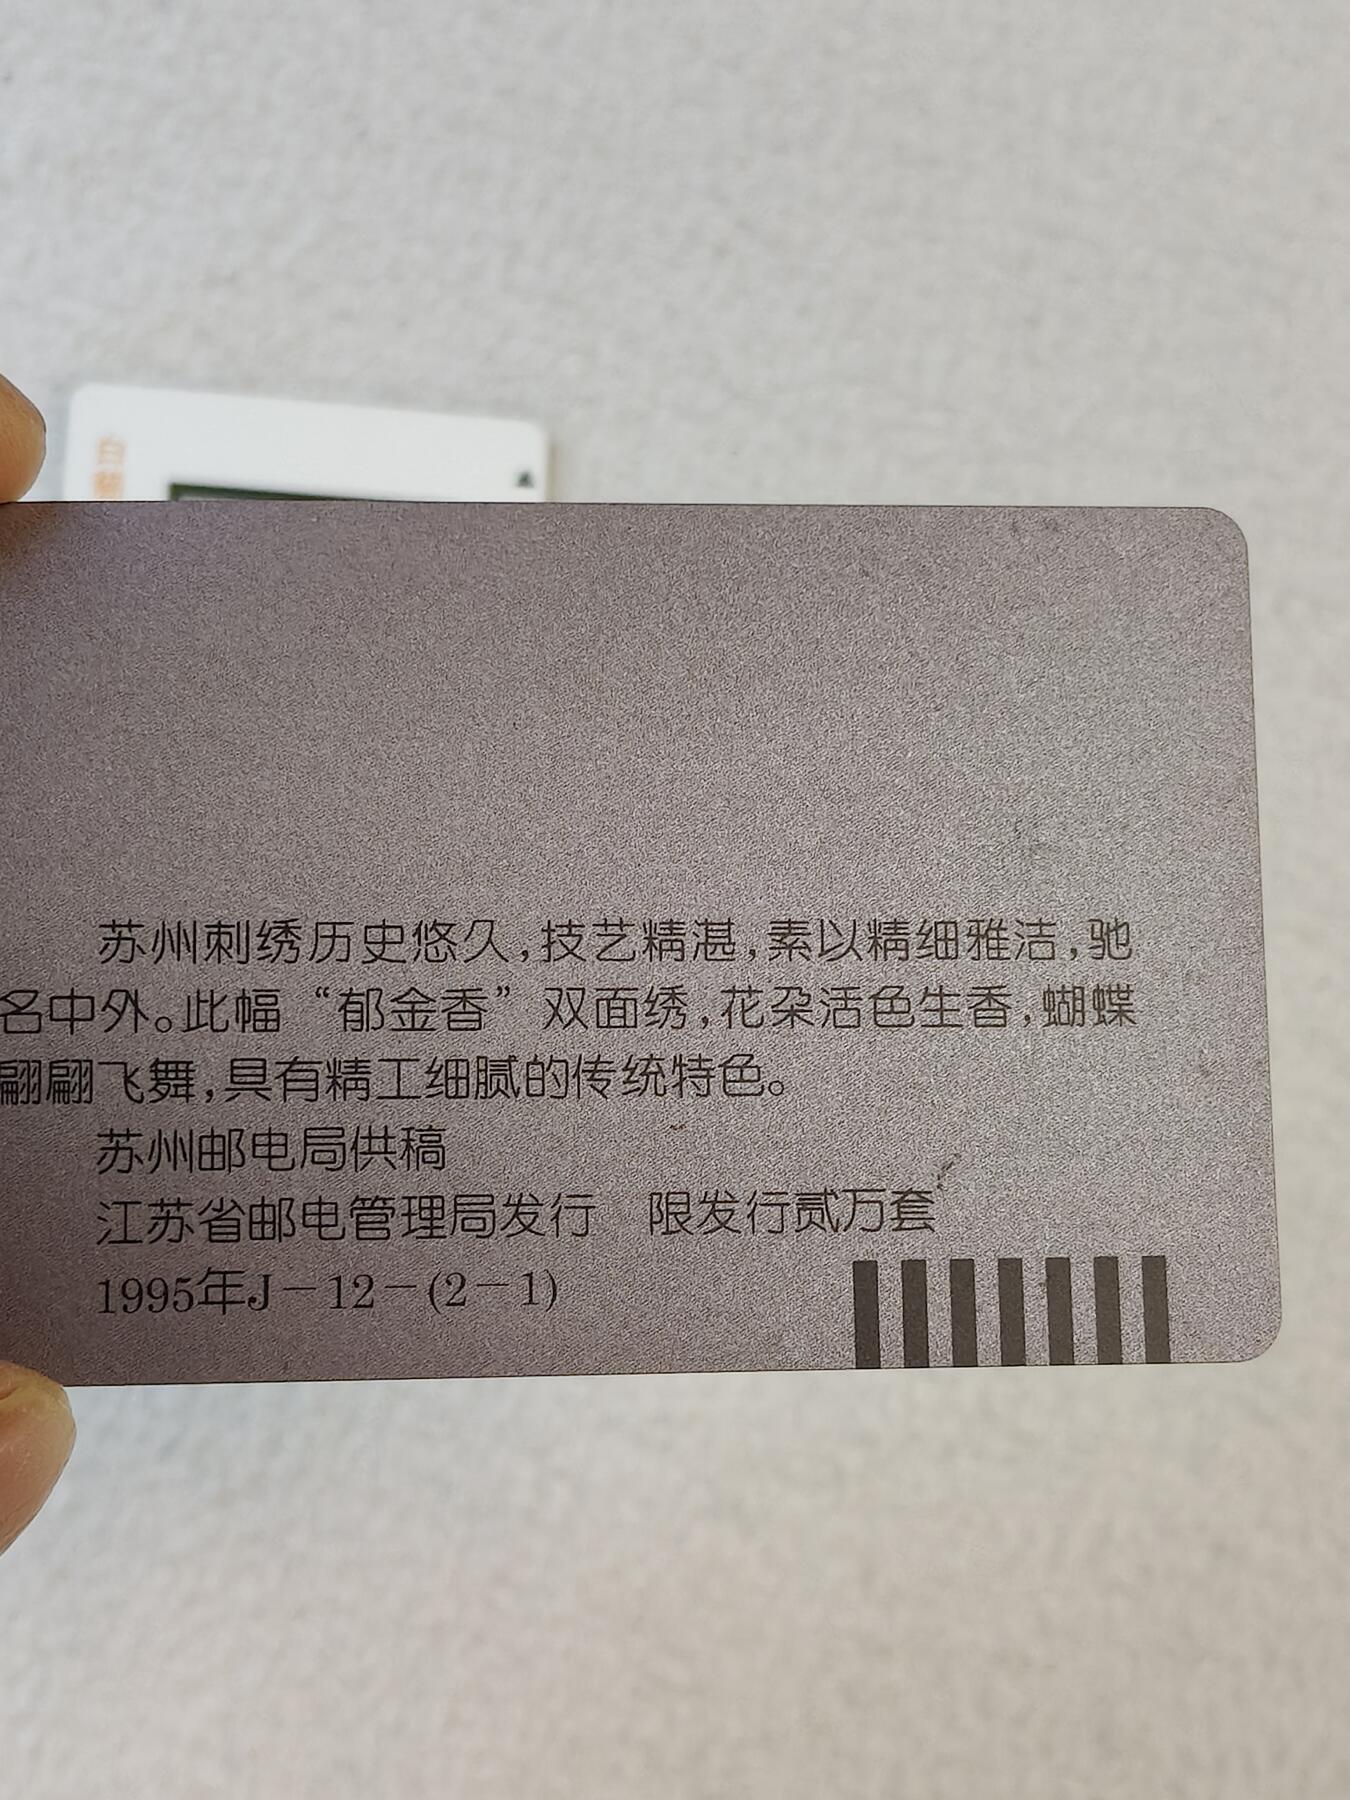 苏州刺绣历史悠久,技艺精湛,素以精细雅洁,驰
名中外。此幅“郁金香”双面绣,花朵活色生香,蝴蝶
翩翩飞舞,具有精工细腻的传统特色。
苏州邮电局供稿
江苏省邮电管理局发行 限发行贰万套
1995年J-12-(2-1)